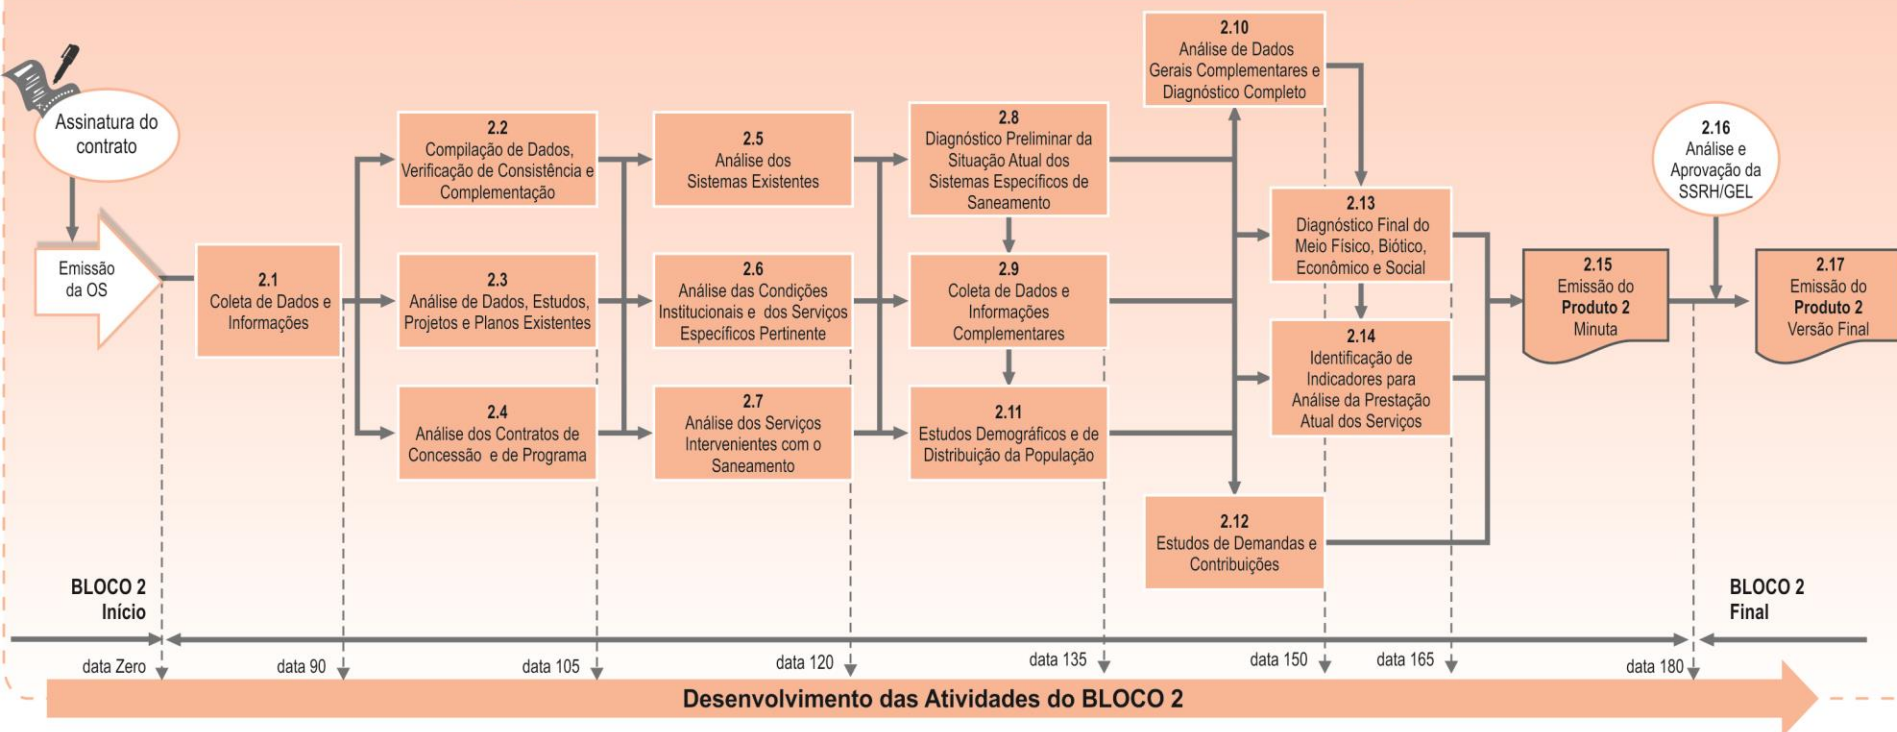 Assinatura do
contrato
Emissão
da OS
2.1
Coleta de Dados e
Informações
2.2
Compilação de Dados,
Verificação de Consistência e
Complementação
2.3
Análise de Dados, Estudos,
Projetos e Planos Existentes
2.4
Análise dos Contratos de
Concessão e de Programa
2.5
Análise dos
Sistemas Existentes
2.6
Análise das Condições
Institucionais e dos Serviços
Específicos Pertinente
2.7
Análise dos Serviços
Intervenientes com o
Saneamento
2.8
Diagnóstico Preliminar da
Situação Atual dos
Sistemas Específicos de
Saneamento
2.9
Coleta de Dados e
Informações
Complementares
2.11
Estudos Demográficos e de
Distribuição da População
2.10
Análise de Dados
Gerais Complementares e
Diagnóstico Completo
2.13
Diagnóstico Final do
Meio Físico, Biótico,
Econômico e Social
2.14
Identificação de
Indicadores para
Análise da Prestação
Atual dos Serviços
2.12
Estudos de Demandas e
Contribuições
2.15
Emissão do
Produto 2
Minuta
2.16
Análise e
Aprovação da
SSRH/GEL
2.17
Emissão do
Produto 2
Versão Final
BLOCO 2
Início
BLOCO 2
Final
data Zero
data 90
data 105
data 120
data 135
data 150
data 165
data 180
Desenvolvimento das Atividades do BLOCO 2